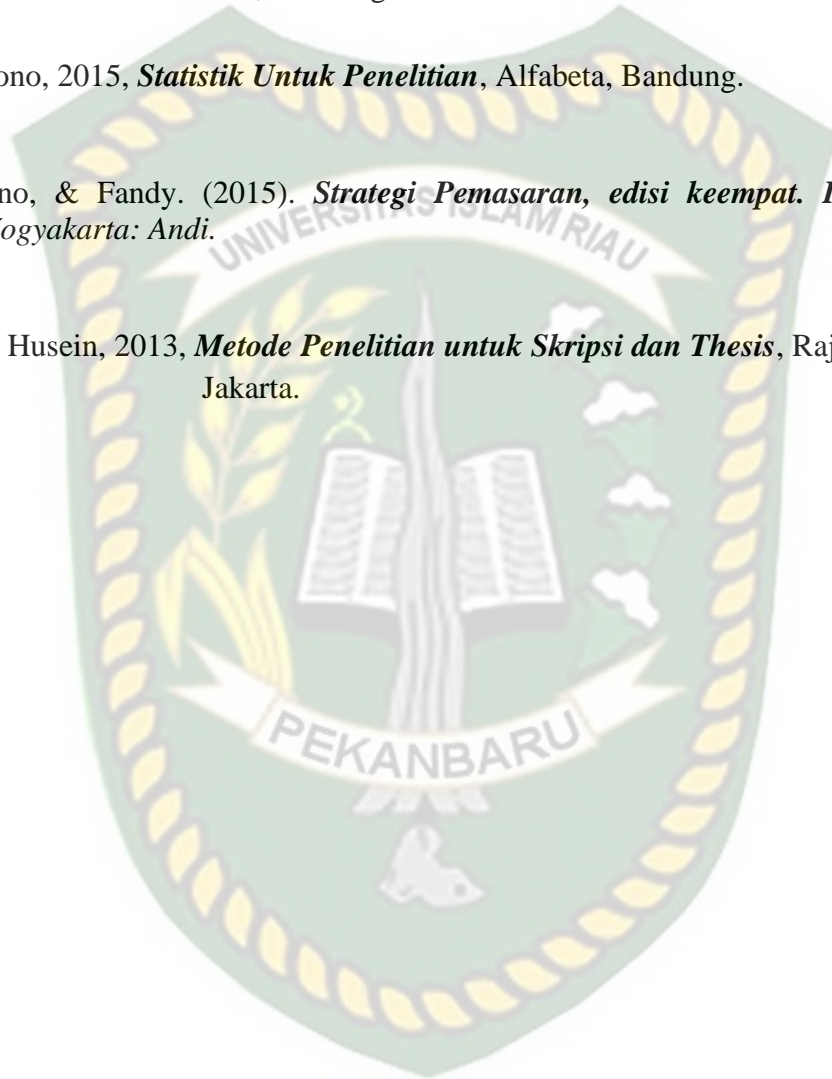 ono, 2015, Statistik Untuk Penelitian, Alfabeta, Bandung.
no, & Fandy. (2015). Strategi Pemasaran, edisi keempat.
UNIVERSITAS ISLAM RIAU
Yogyakarta: Andi.
Husein, 2013, Metode Penelitian untuk Skripsi dan Thesis, Raj
Jakarta.
PEKANBARU